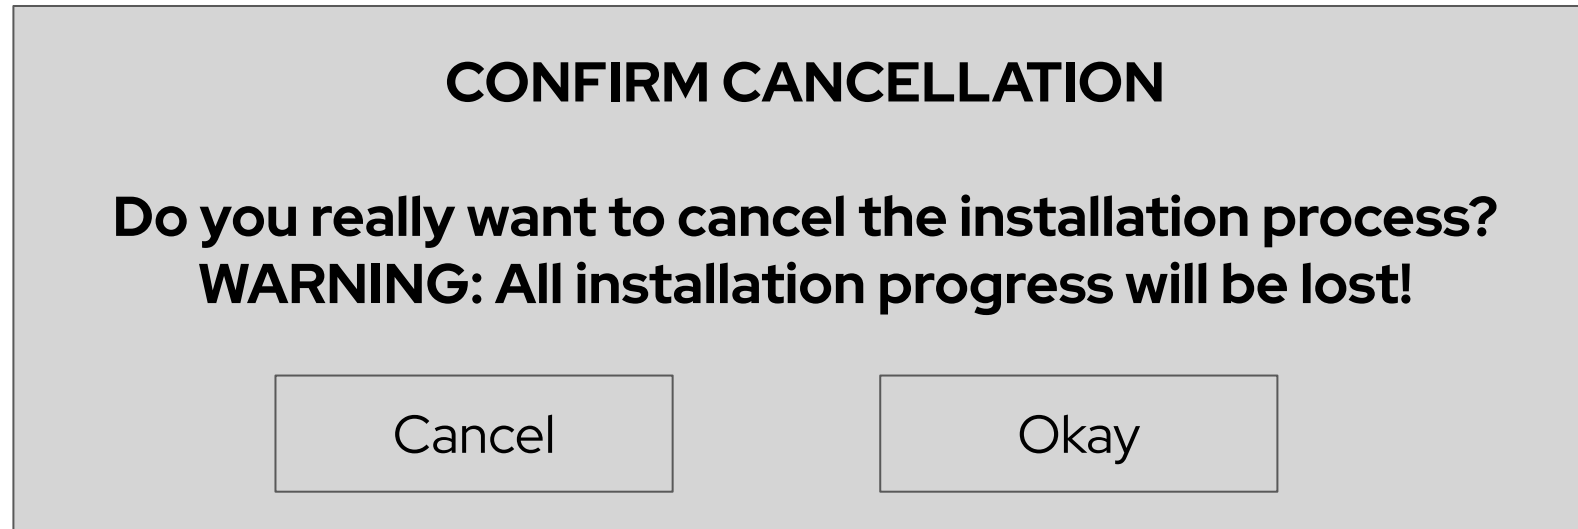 CONFIRM CANCELLATION
Do you really want to cancel the installation process?
WARNING: All installation progress will be lost!
Cancel
Okay